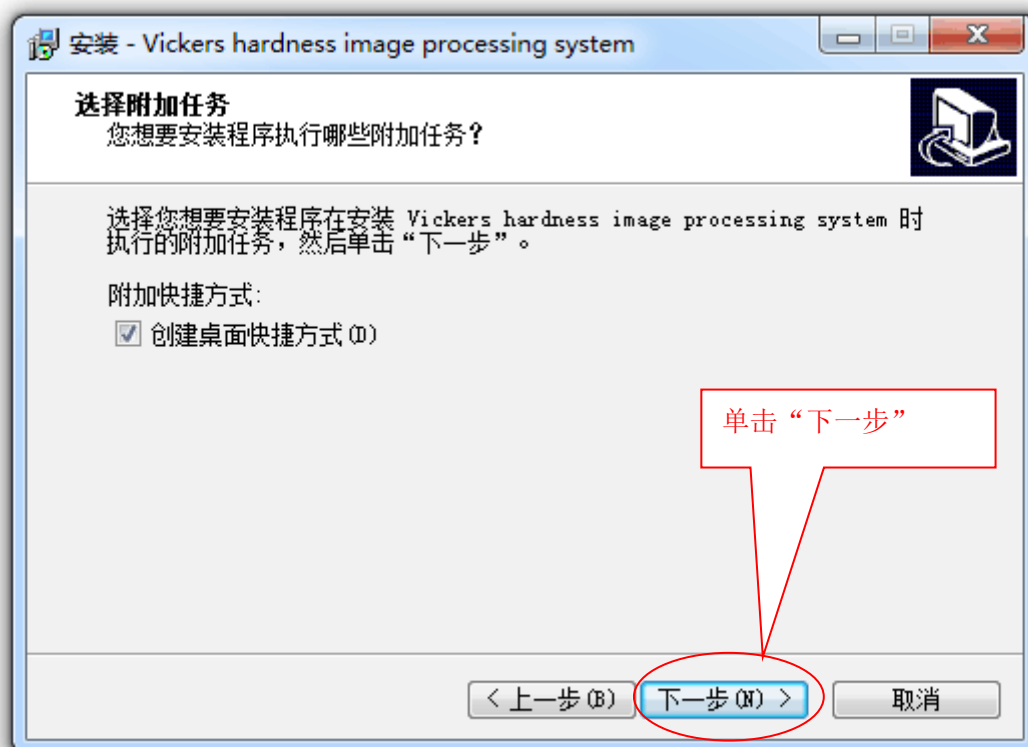 安装 - Vickers hardness image processing system
选择附加任务
您想要安装程序执行哪些附加任务？
选择您想要安装程序在安装 Vickers hardness image processing system 时
执行的附加任务，然后单击“下一步”。
附加快捷方式:
创建桌面快捷方式(D)
单击“下一步”
< 上一步(B)
下一步(N) >
取消